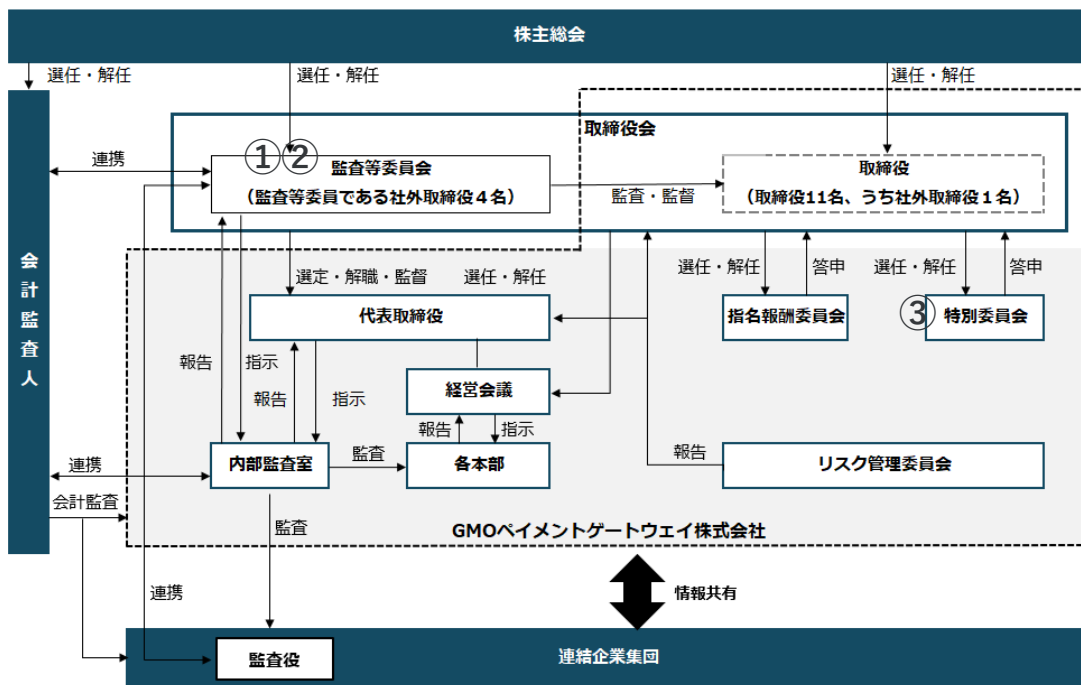 株主総会
選任・解任
選任・解任
選任・解任
取締役会
連携
①②
監査等委員会
（監査等委員である社外取締役４名）
監査・監督
取締役
（取締役11名、うち社外取締役１名）
会計監査人
選定・解職・監督
選任・解任
選任・解任
答申
選任・解任
答申
代表取締役
指名報酬委員会
③
特別委員会
報告
指示
報告
指示
経営会議
報告
指示
内部監査室
監査
各本部
報告
リスク管理委員会
連携
会計監査
監査
GMOペイメントゲートウェイ株式会社
連携
情報共有
監査役
連結企業集団